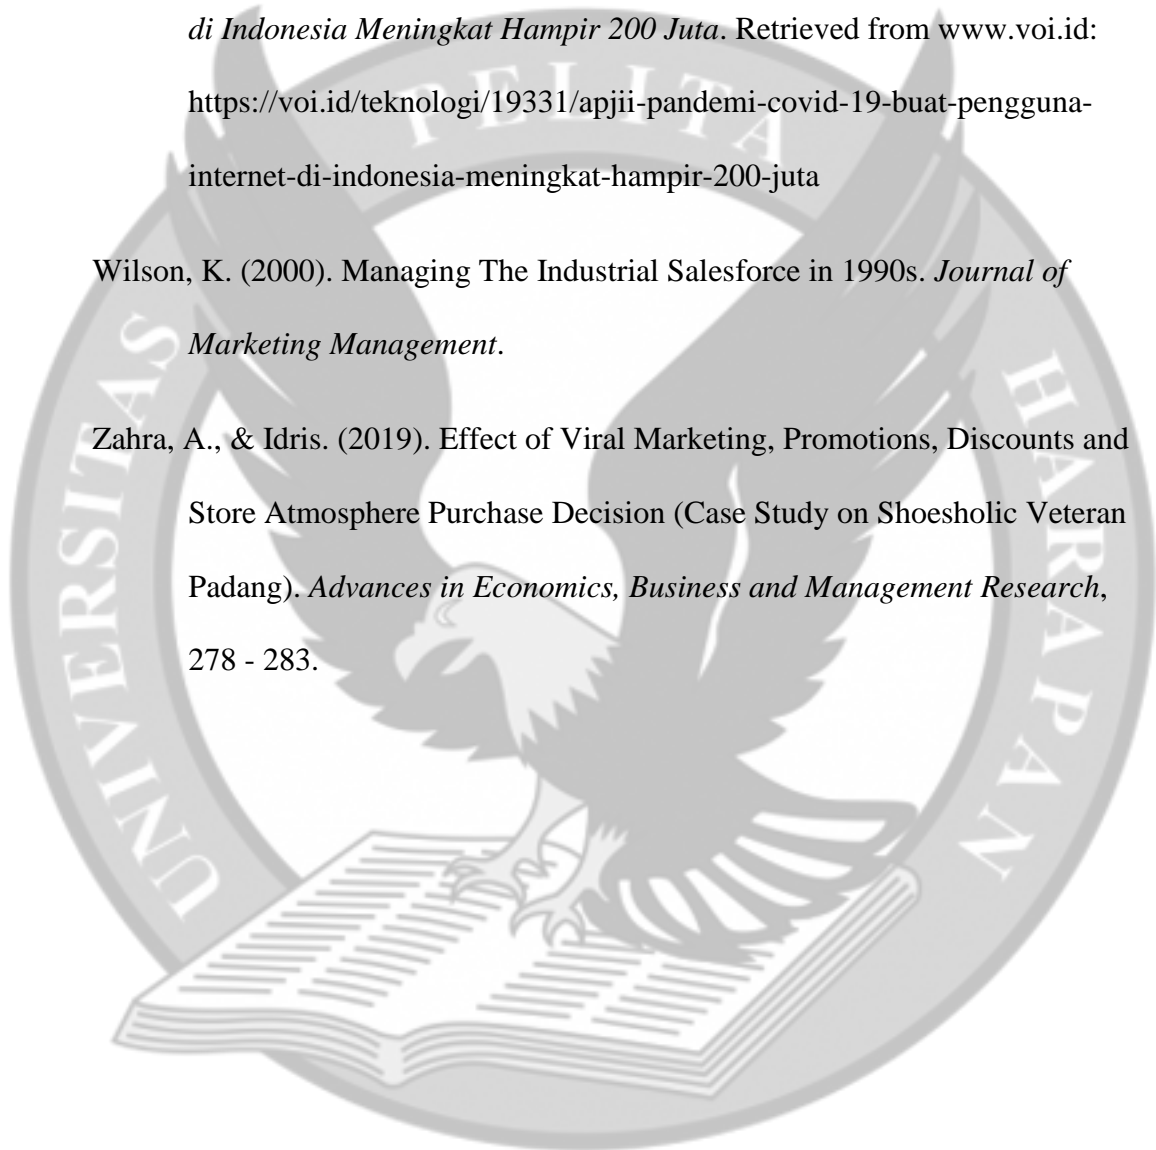 di Indonesia Meningkat Hampir 200 Juta. Retrieved from www.voi.id:
https://voi.id/teknologi/19331/apjii-pandemi-covid-19-buat-pengguna-
internet-di-indonesia-meningkat-hampir-200-juta
Wilson, K. (2000). Managing The Industrial Salesforce in 1990s. Journal of
Marketing Management.
Zahra, A., & Idris. (2019). Effect of Viral Marketing, Promotions, Discounts and
Store Atmosphere Purchase Decision (Case Study on Shoesholic Veteran
Padang). Advances in Economics, Business and Management Research,
278 - 283.
UNIVERSITAS PELITA HARAPAN